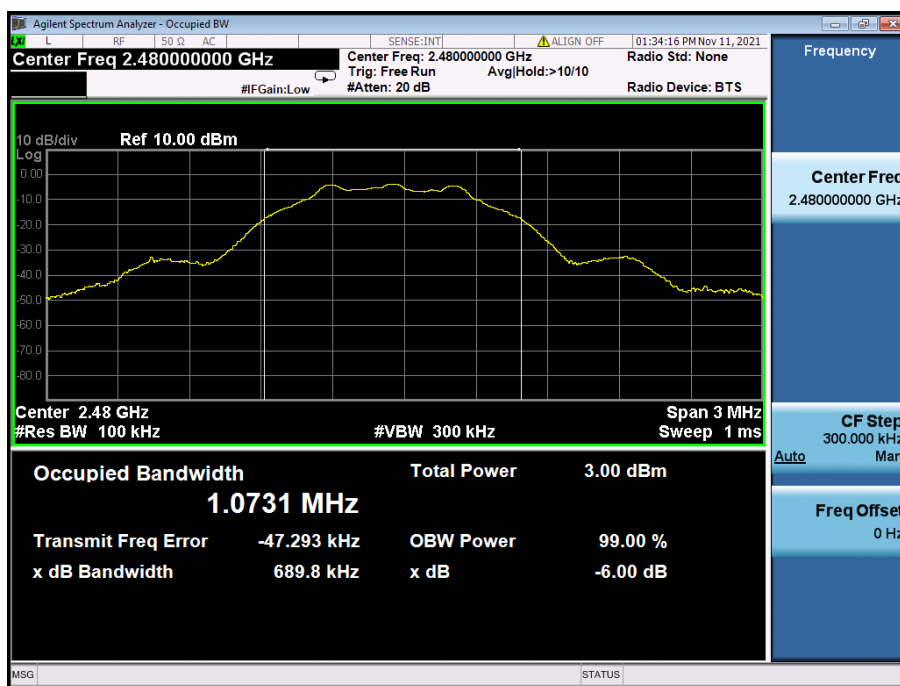 Agilent Spectrum Analyzer - Occupied BW
LXI L RF 50 Ω AC SENSE:INT ALIGN OFF 01:34:16 PM Nov 11, 2021
Center Freq 2.480000000 GHz
Center Freq: 2.480000000 GHz Radio Std: None
Trig: Free Run Avg|Hold:>10/10
#IFGain:Low #Atten: 20 dB Radio Device: BTS
10 dB/div Ref 10.00 dBm
Log
0.00
-10.0
-20.0
-30.0
-40.0
-50.0
-60.0
-70.0
-80.0
Center 2.48 GHz Span 3 MHz
#Res BW 100 kHz #VBW 300 kHz Sweep 1 ms
Occupied Bandwidth Total Power 3.00 dBm
1.0731 MHz
Transmit Freq Error -47.293 kHz OBW Power 99.00 %
x dB Bandwidth 689.8 kHz x dB -6.00 dB
Frequency
Center Freq
2.480000000 GHz
CF Step
300.000 kHz
Auto Man
Freq Offset
0 Hz
MSG STATUS